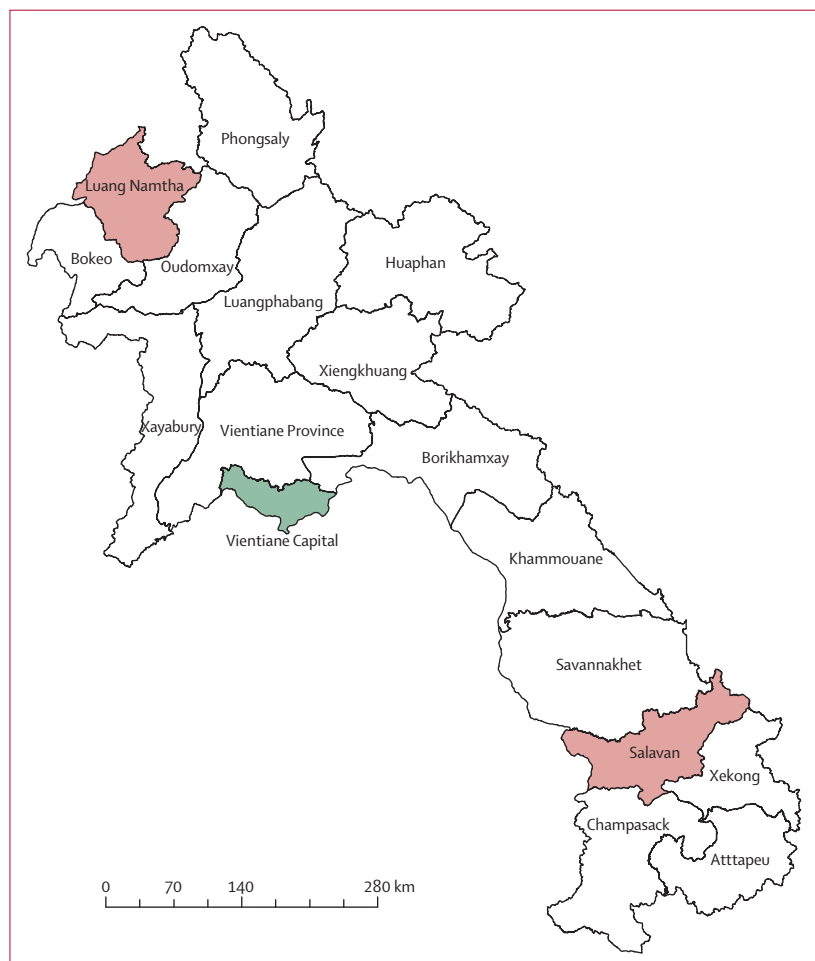 Phongsaly
Luang Namtha
Bokeo
Oudomxay
Huaphan
Luangphabang
Xiengkhuang
Xayabury
Vientiane Province
Borikhamxay
Vientiane Capital
Khammouane
Savannakhet
Salavan
Xekong
Champasack
Atttapeu
0 70 140 280 km